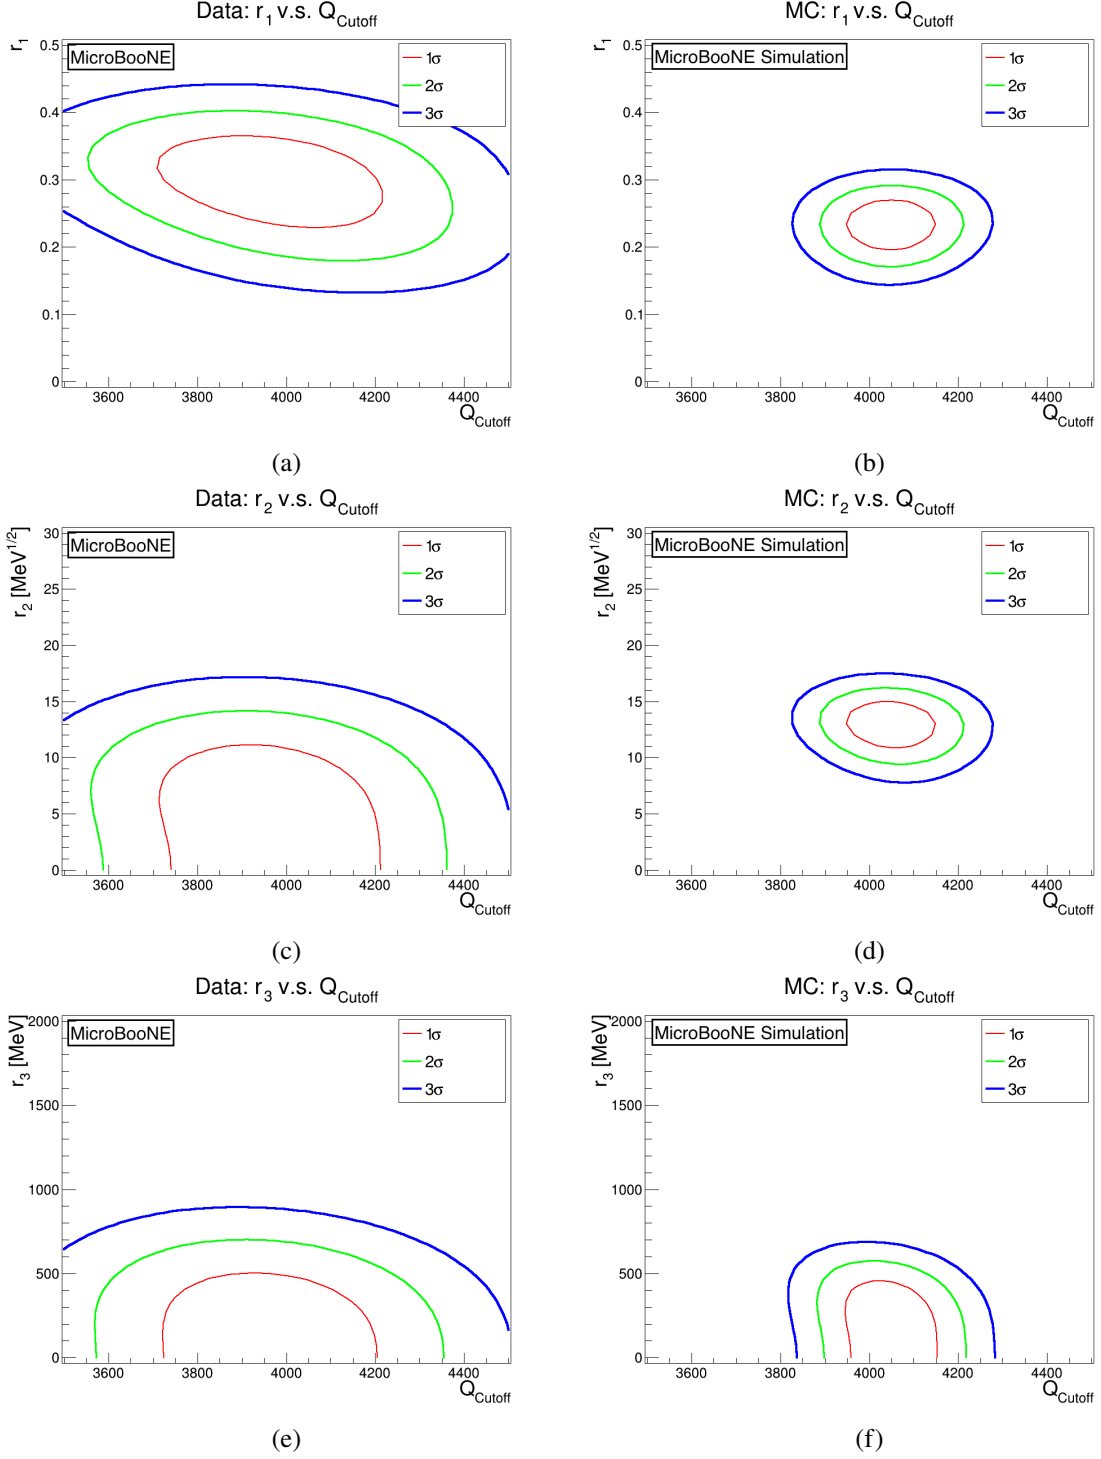 Data: r1 v.s. QCutoff
MC: r1 v.s. QCutoff
r1
0.5
0.4
0.3
0.2
0.1
0
MicroBooNE
1σ
2σ
3σ
3600 3800 4000 4200 4400
QCutoff
r1
0.5
0.4
0.3
0.2
0.1
0
MicroBooNE Simulation
1σ
2σ
3σ
3600 3800 4000 4200 4400
QCutoff
(a)
(b)
Data: r2 v.s. QCutoff
MC: r2 v.s. QCutoff
r2 [MeV1/2]
30
25
20
15
10
5
0
MicroBooNE
1σ
2σ
3σ
3600 3800 4000 4200 4400
QCutoff
r2 [MeV1/2]
30
25
20
15
10
5
0
MicroBooNE Simulation
1σ
2σ
3σ
3600 3800 4000 4200 4400
QCutoff
(c)
(d)
Data: r3 v.s. QCutoff
MC: r3 v.s. QCutoff
r3 [MeV]
2000
1500
1000
500
0
MicroBooNE
1σ
2σ
3σ
3600 3800 4000 4200 4400
QCutoff
r3 [MeV]
2000
1500
1000
500
0
MicroBooNE Simulation
1σ
2σ
3σ
3600 3800 4000 4200 4400
QCutoff
(e)
(f)